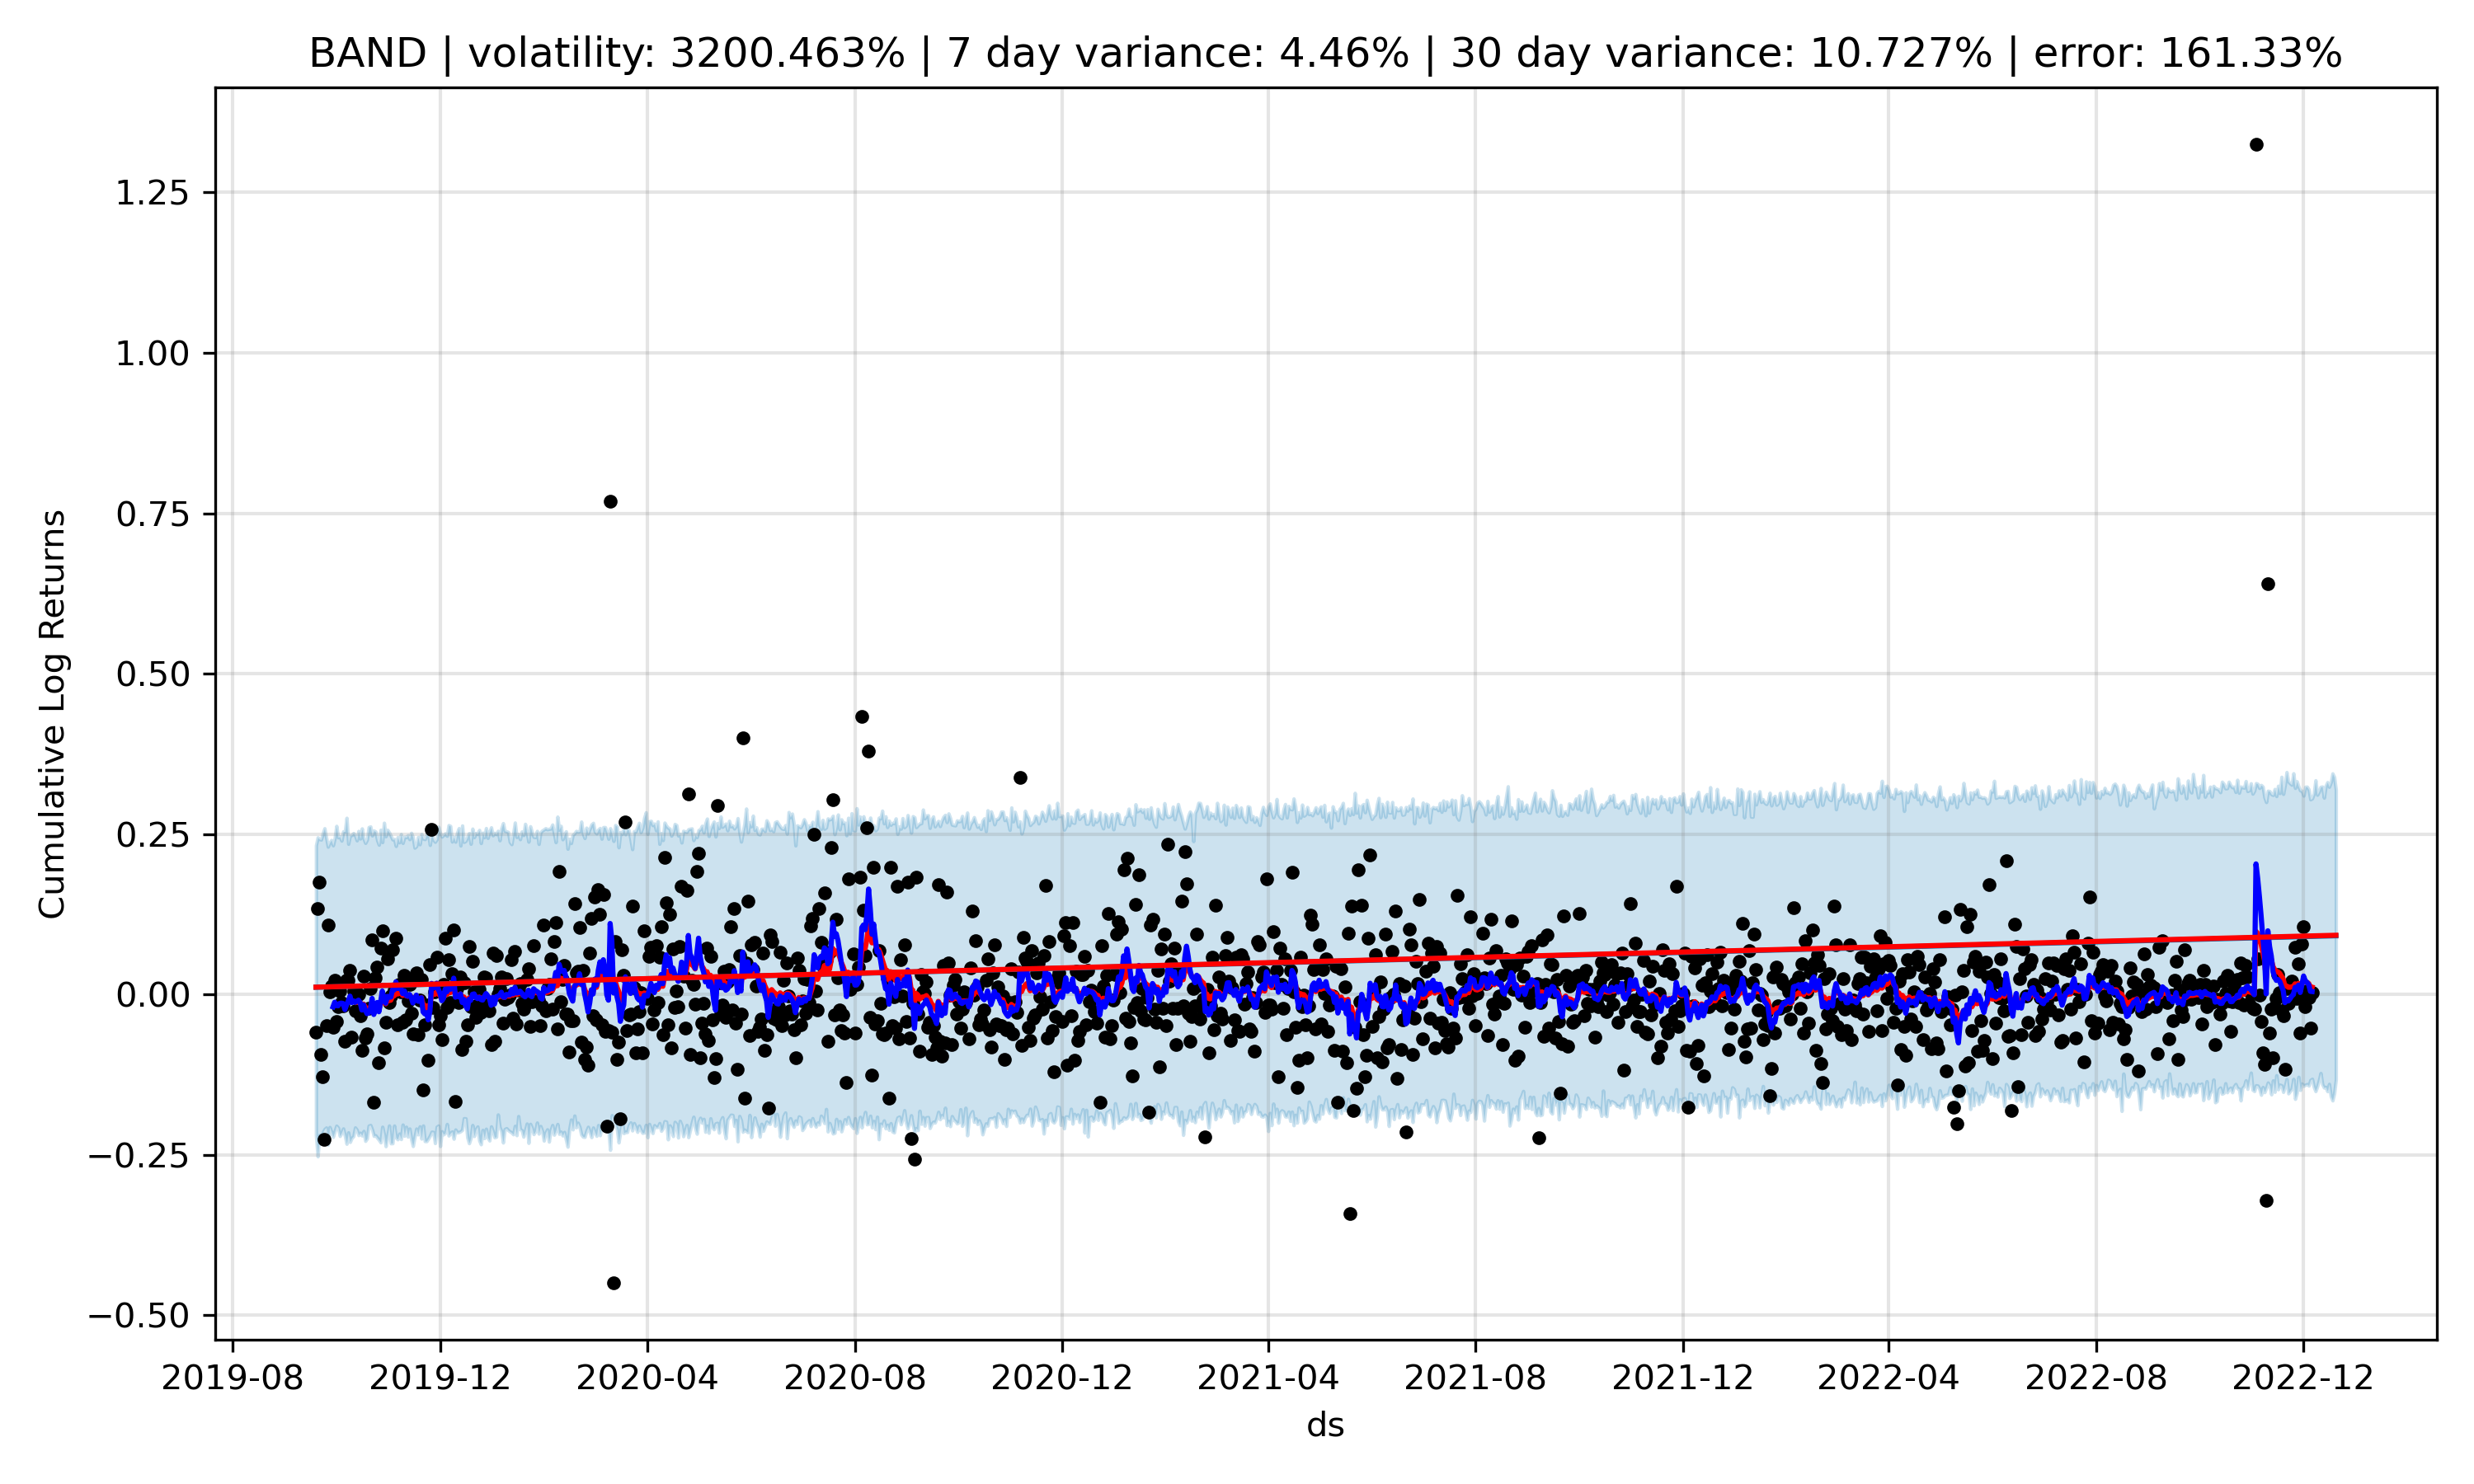 BAND | volatility: 3200.463% | 7 day variance: 4.46% | 30 day variance: 10.727% | error: 161.33%
Cumulative Log Returns
1.25
1.00
0.75
0.50
0.25
0.00
−0.25
−0.50
2019-08 2019-12 2020-04 2020-08 2020-12 2021-04 2021-08 2021-12 2022-04 2022-08 2022-12
ds